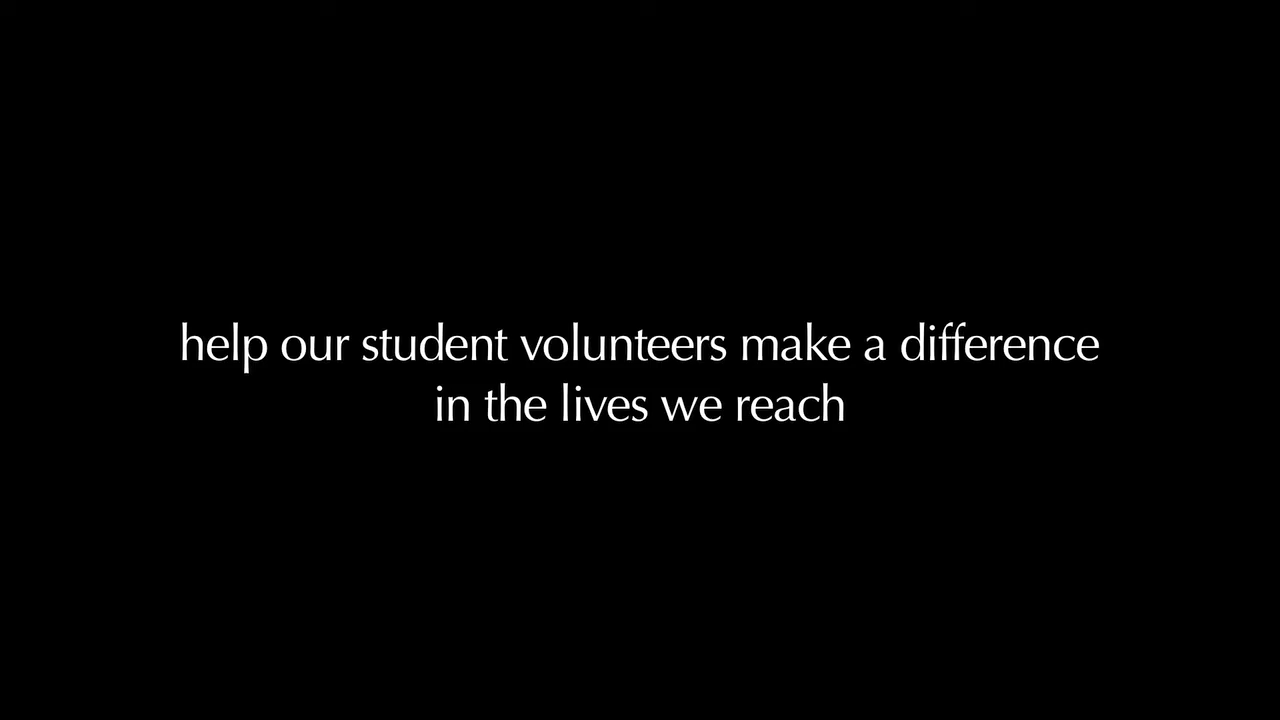 help our student volunteers make a difference
in the lives we reach